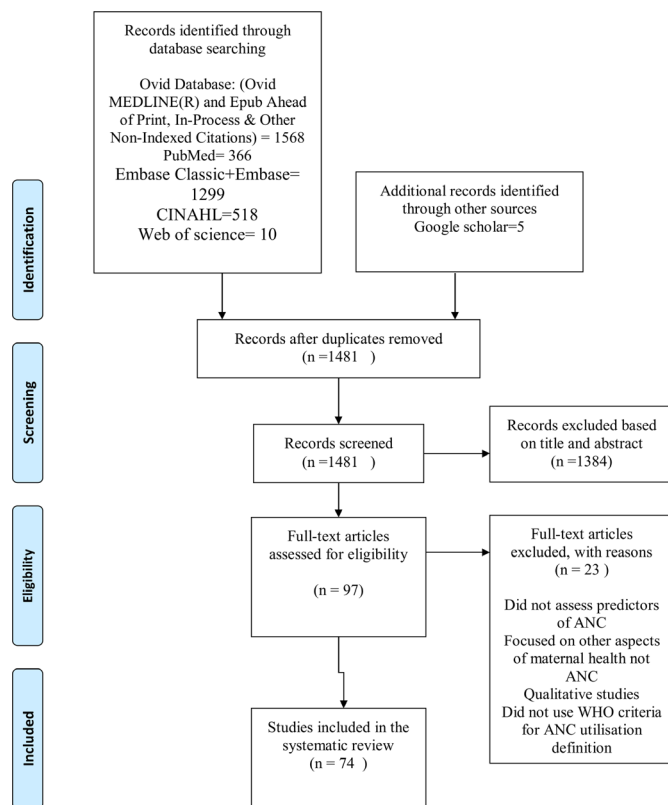 Records identified through
database searching
Ovid Database: (Ovid
MEDLINE(R) and Epub Ahead
of Print, In-Process & Other
Non-Indexed Citations) = 1568
PubMed= 366
Embase Classic+Embase=
1299
CINAHL=518
Web of science= 10
Additional records identified
through other sources
Google scholar=5
Identification
Records after duplicates removed
(n =1481 )
Screening
Records screened
(n =1481 )
Records excluded based
on title and abstract
(n =1384)
Eligibility
Full-text articles
assessed for eligibility
(n = 97)
Full-text articles
excluded, with reasons
(n = 23 )
Did not assess predictors
of ANC
Focused on other aspects
of maternal health not
ANC
Qualitative studies
Did not use WHO criteria
for ANC utilisation
definition
Included
Studies included in the
systematic review
(n = 74 )